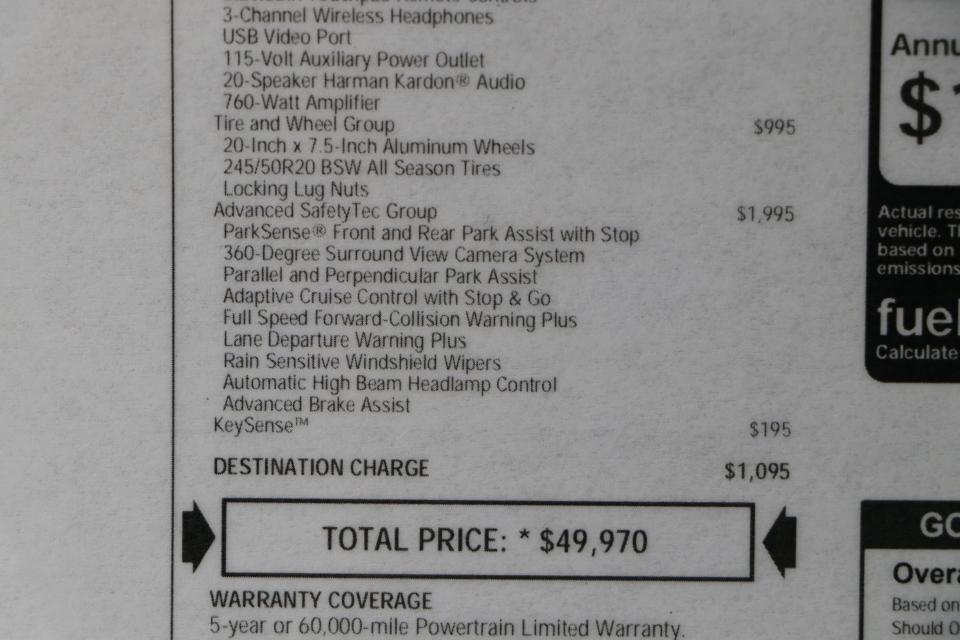 3-Channel Wireless Headphones
USB Video Port
115-Volt Auxiliary Power Outlet
20-Speaker Harman Kardon® Audio
760-Watt Amplifier
Tire and Wheel Group $995
20-Inch x 7.5-Inch Aluminum Wheels
245/50R20 BSW All Season Tires
Locking Lug Nuts
Advanced SafetyTec Group $1,995
ParkSense® Front and Rear Park Assist with Stop
360-Degree Surround View Camera System
Parallel and Perpendicular Park Assist
Adaptive Cruise Control with Stop & Go
Full Speed Forward-Collision Warning Plus
Lane Departure Warning Plus
Rain Sensitive Windshield Wipers
Automatic High Beam Headlamp Control
Advanced Brake Assist
KeySense™ $195
DESTINATION CHARGE $1,095
TOTAL PRICE: * $49,970
WARRANTY COVERAGE
5-year or 60,000-mile Powertrain Limited Warranty.
Annu
$1
Actual res
vehicle. T
based on
emissions
fuel
Calculate
GO
Overa
Based on
Should O